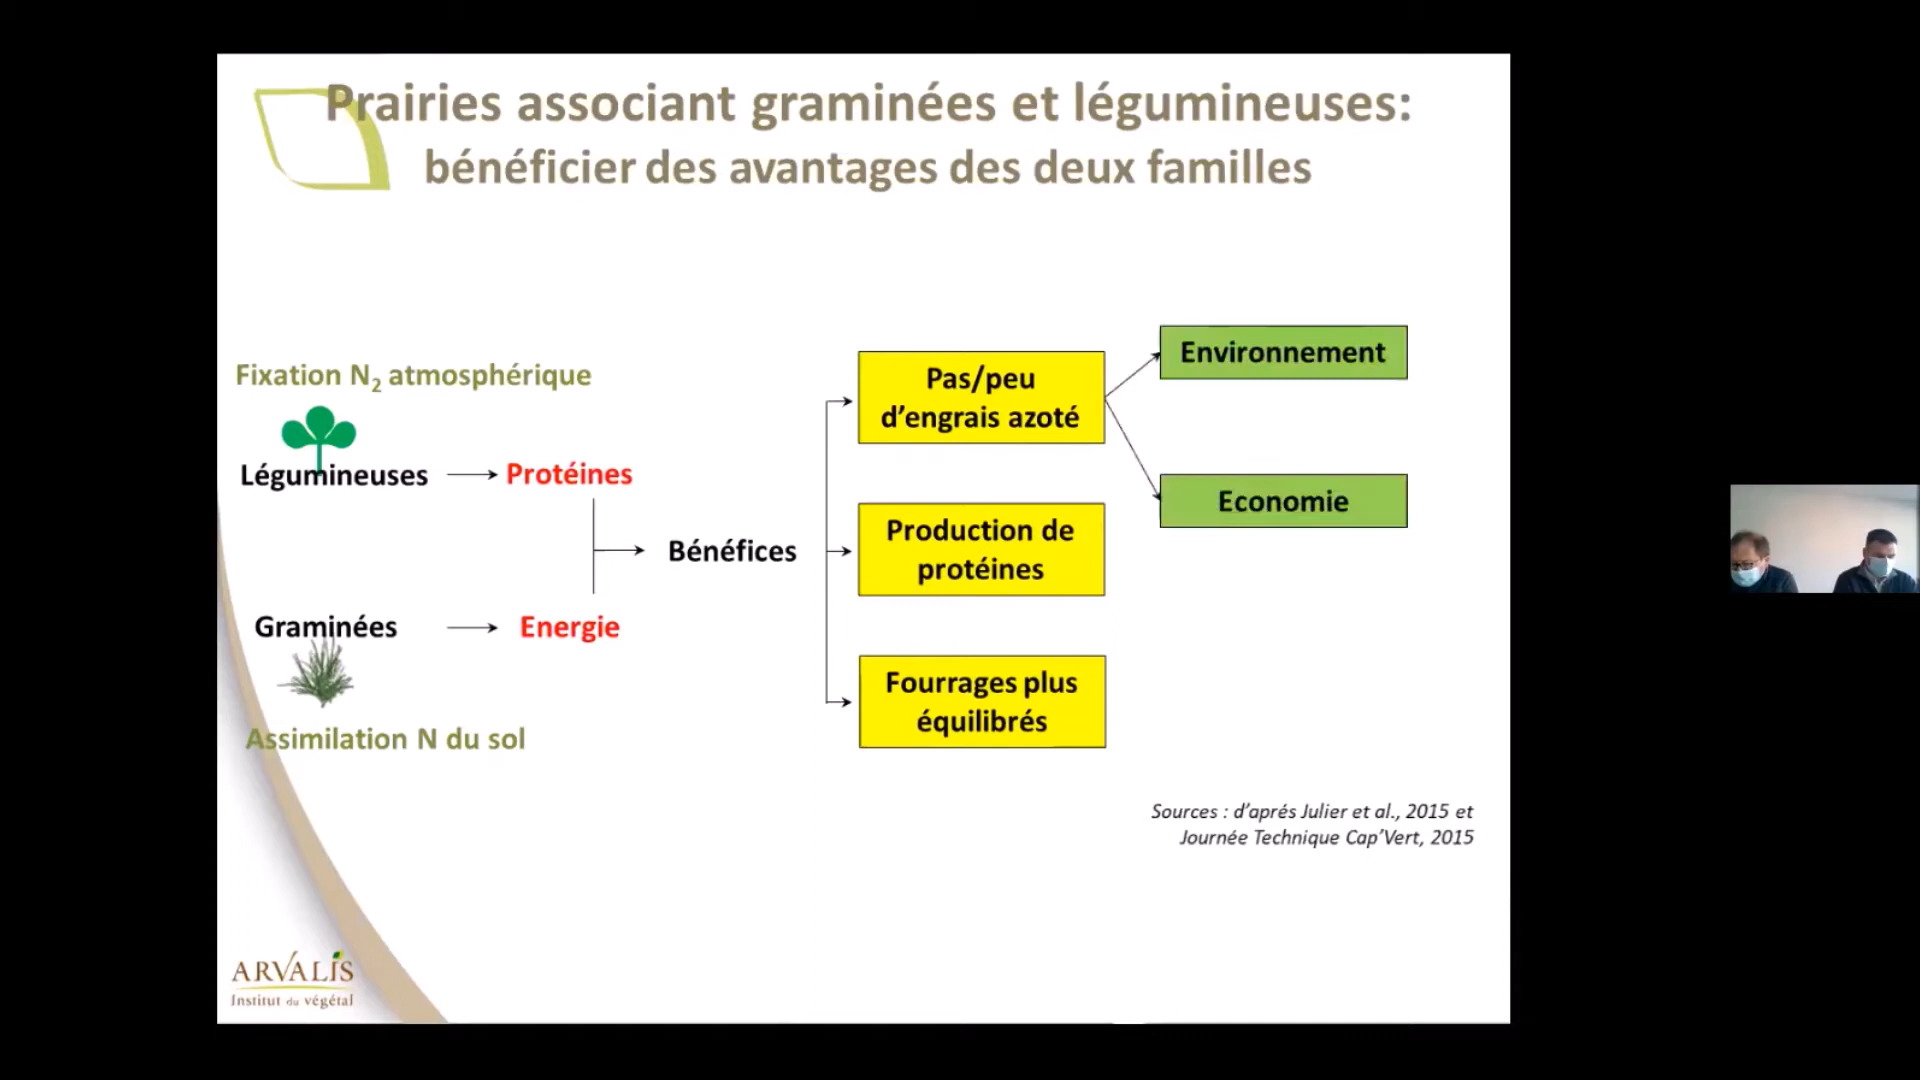 Prairies associant graminées et légumineuses:
bénéficier des avantages des deux familles
Fixation N₂ atmosphérique
Légumineuses
Protéines
Graminées
Energie
Assimilation N du sol
Bénéfices
Pas/peu
d'engrais azoté
Production de
protéines
Fourrages plus
équilibrés
Environnement
Economie
Sources : d'aprés Julier et al., 2015 et
Journée Technique Cap'Vert, 2015
ARVALIS
Institut du végétal